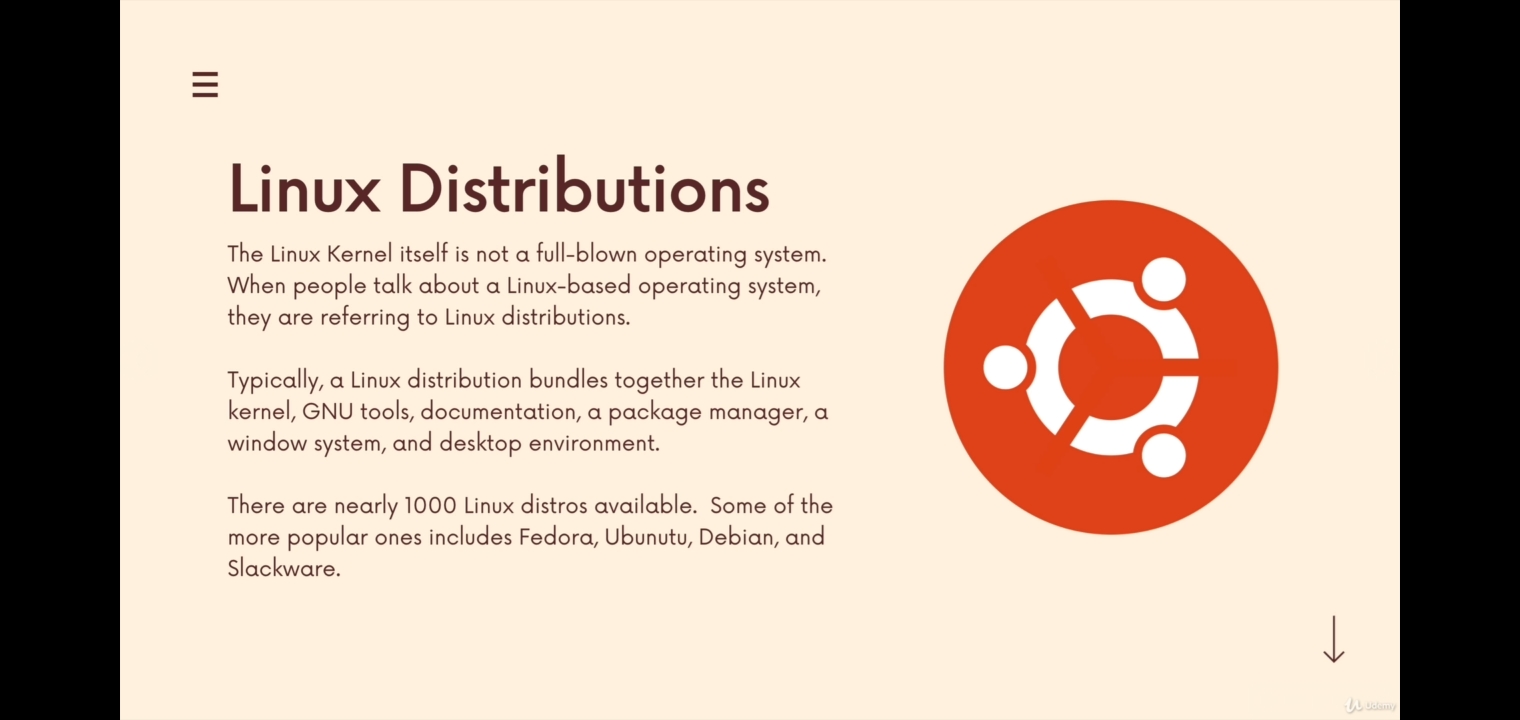 Linux Distributions
The Linux Kernel itself is not a full-blown operating system.
When people talk about a Linux-based operating system,
they are referring to Linux distributions.
Typically, a Linux distribution bundles together the Linux
kernel, GNU tools, documentation, a package manager, a
window system, and desktop environment.
There are nearly 1000 Linux distros available.  Some of the
more popular ones includes Fedora, Ubunutu, Debian, and
Slackware.
Udemy